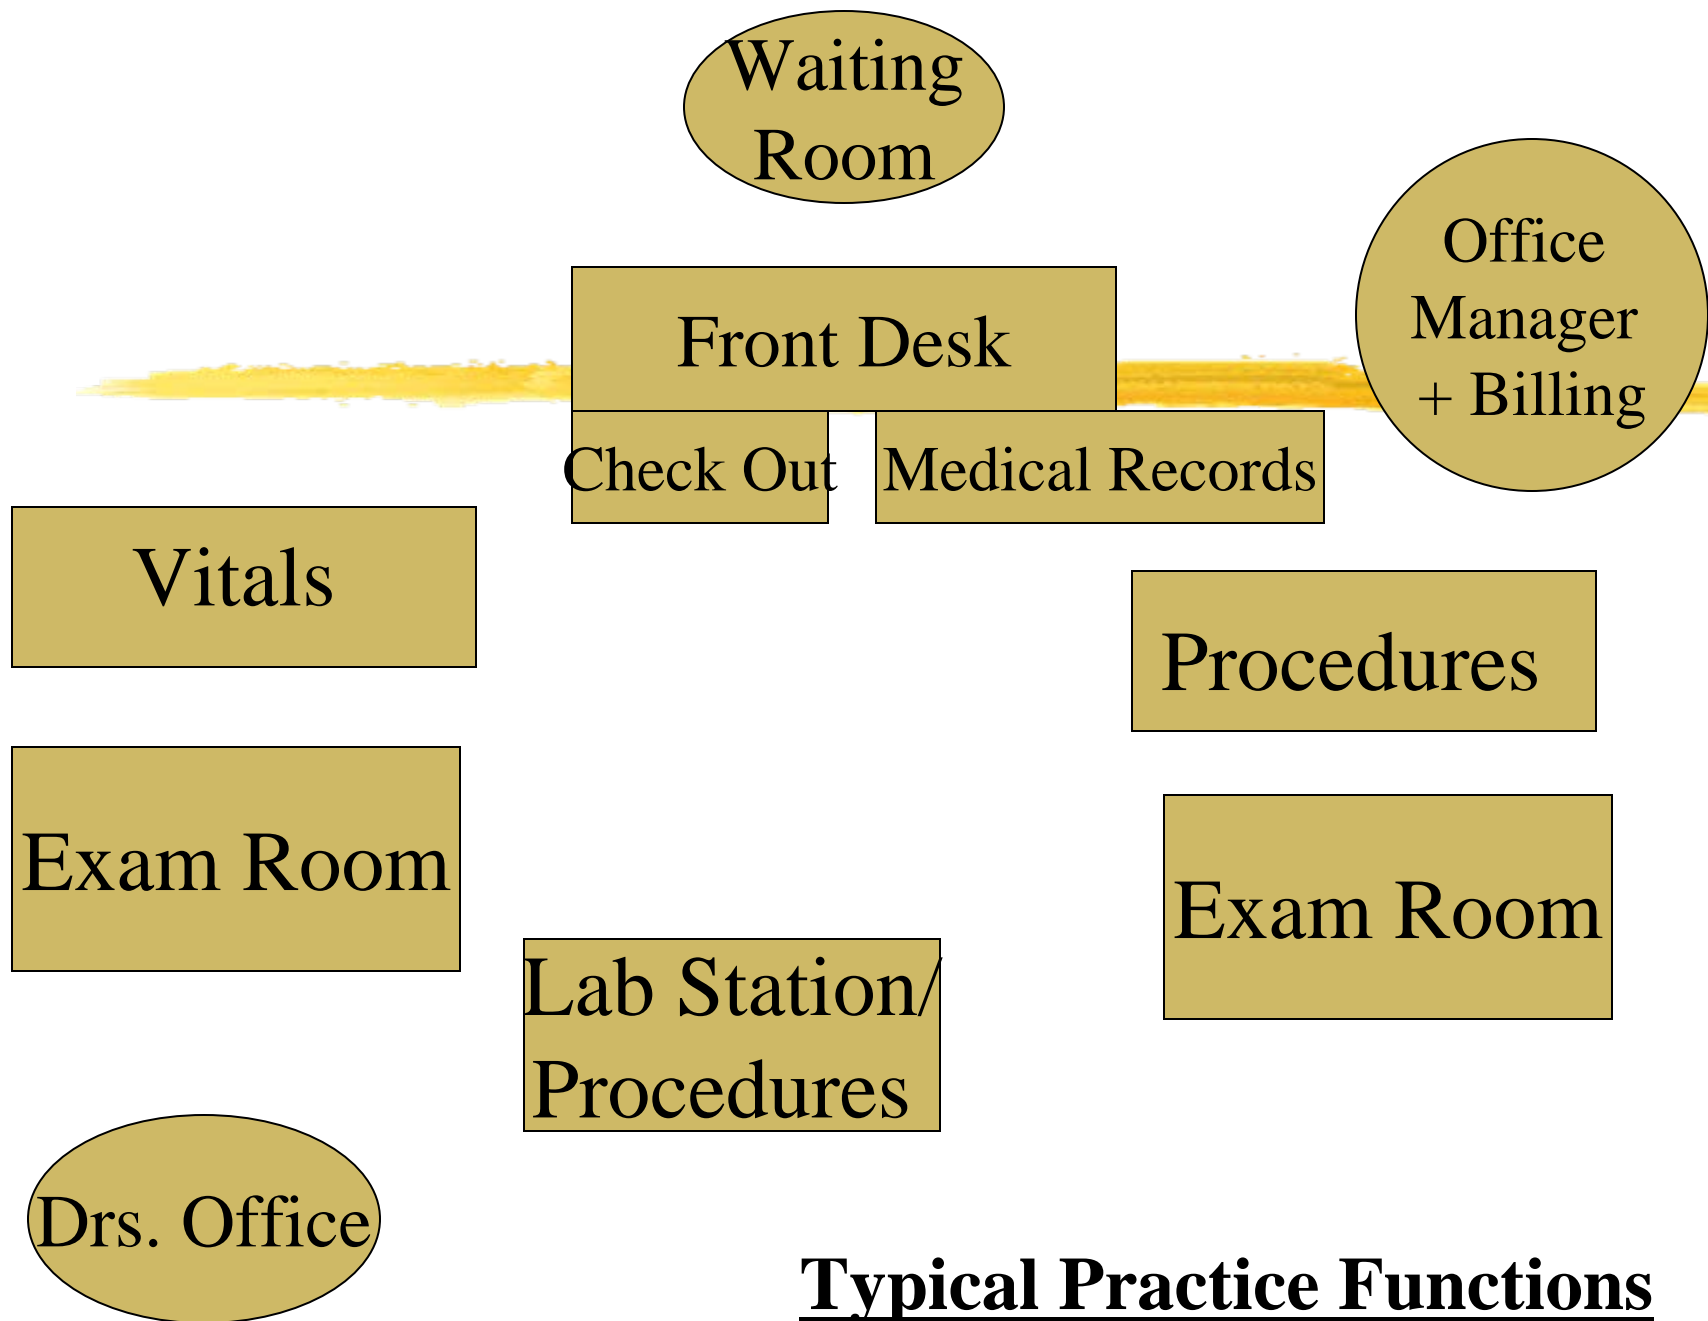 Waiting
Room
Office
Manager
+ Billing
Front Desk
Check Out
Medical Records
Vitals
Procedures
Exam Room
Exam Room
Lab Station/
Procedures
Drs. Office
Typical Practice Functions